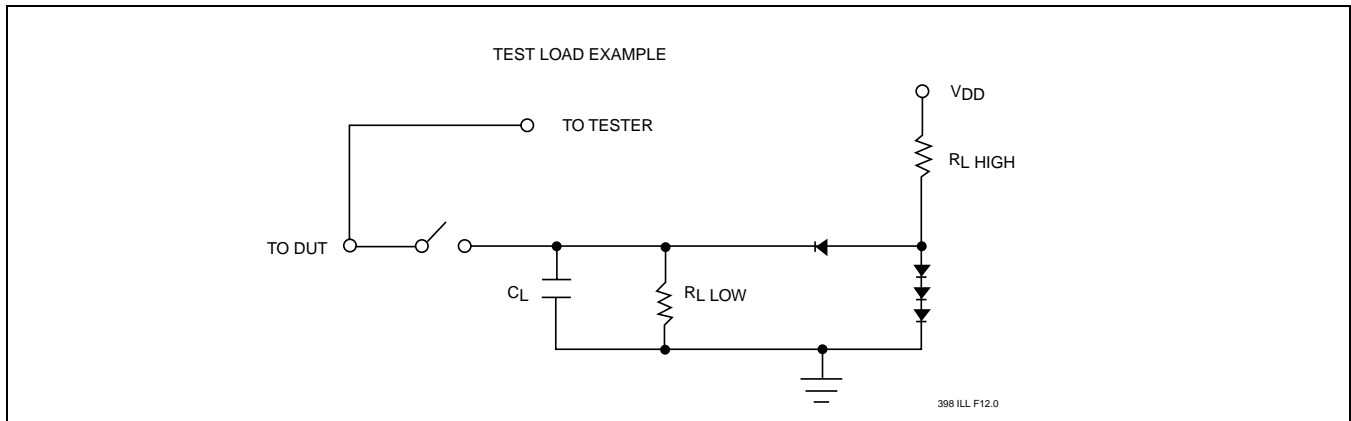 TEST LOAD EXAMPLE
VDD
TO TESTER
RL HIGH
TO DUT
CL
RL LOW
398 ILL F12.0